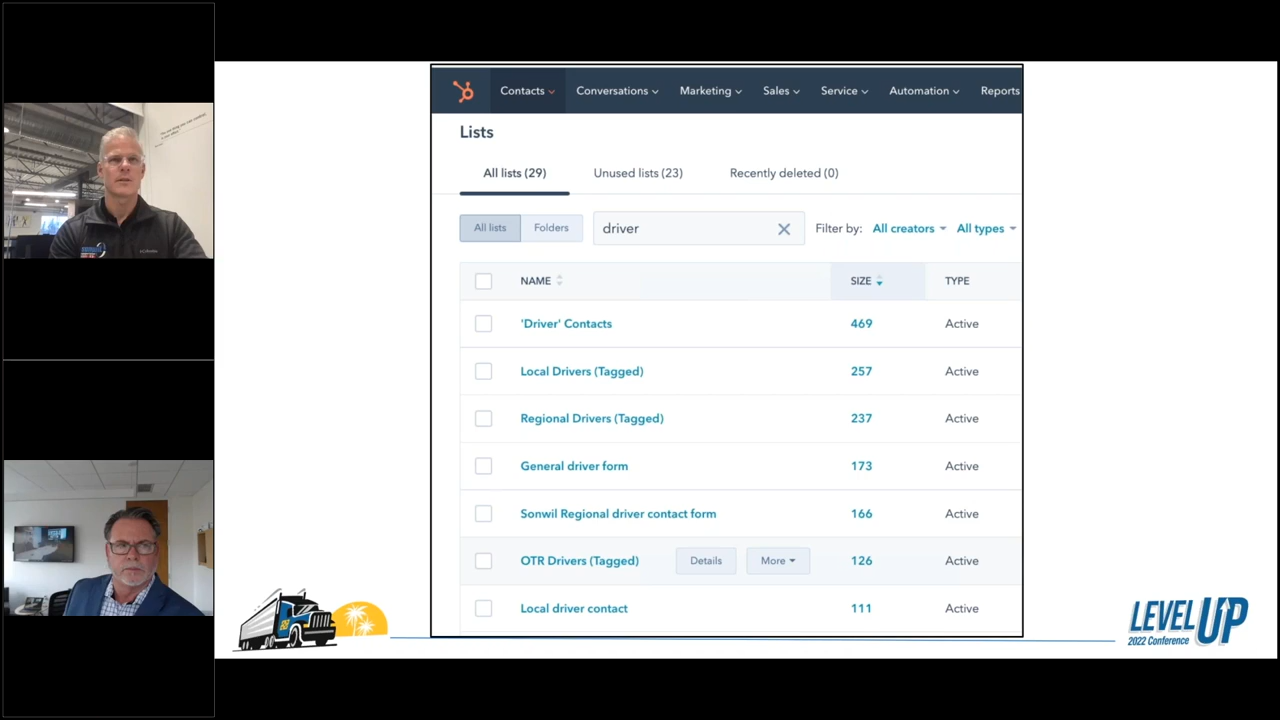 Contacts Conversations Marketing Sales Service Automation Reports
Lists
All lists (29) Unused lists (23) Recently deleted (0)
All lists Folders driver Filter by: All creators All types
NAME SIZE TYPE
'Driver' Contacts 469 Active
Local Drivers (Tagged) 257 Active
Regional Drivers (Tagged) 237 Active
General driver form 173 Active
Sonwil Regional driver contact form 166 Active
OTR Drivers (Tagged) Details More 126 Active
Local driver contact 111 Active
LEVEL UP
2022 Conference